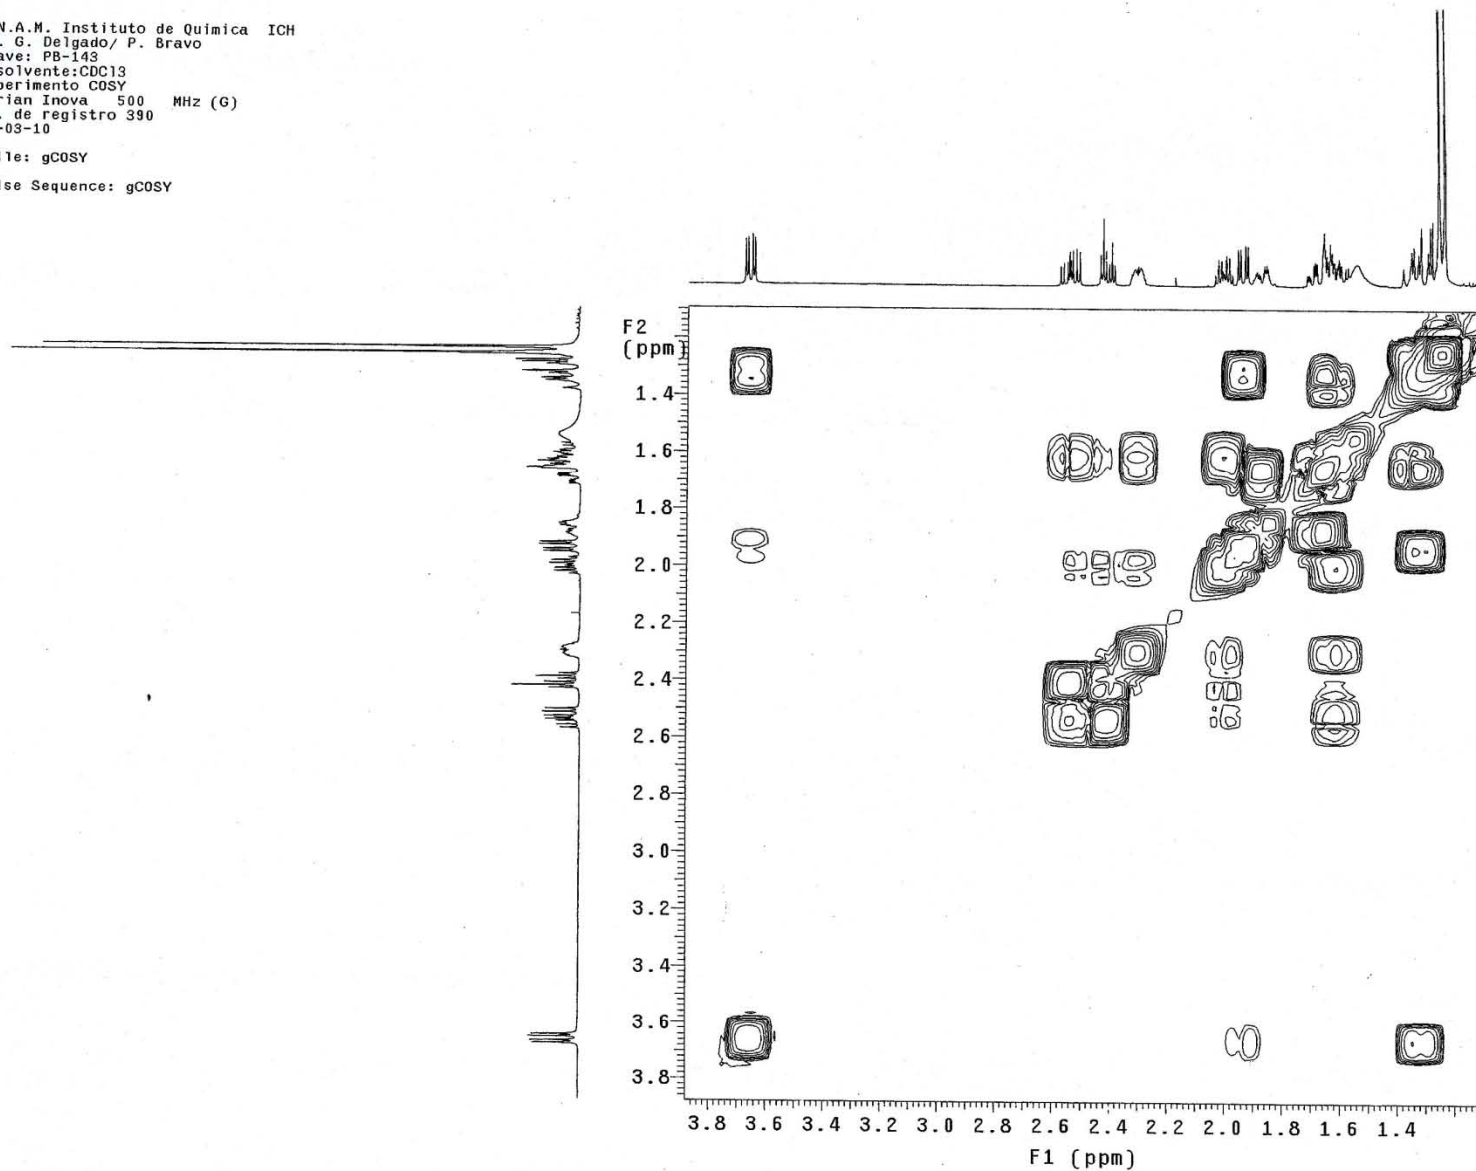 N.A.M. Instituto de Quimica ICH
. G. Delgado/ P. Bravo
ave: PB-143
solvente:CDCl3
perimento COSY
rian Inova 500 MHz (G)
. de registro 390
-03-10
ile: gCOSY
lse Sequence: gCOSY
F2
(ppm)
1.4
1.6
1.8
2.0
2.2
2.4
2.6
2.8
3.0
3.2
3.4
3.6
3.8
3.8 3.6 3.4 3.2 3.0 2.8 2.6 2.4 2.2 2.0 1.8 1.6 1.4
F1 (ppm)